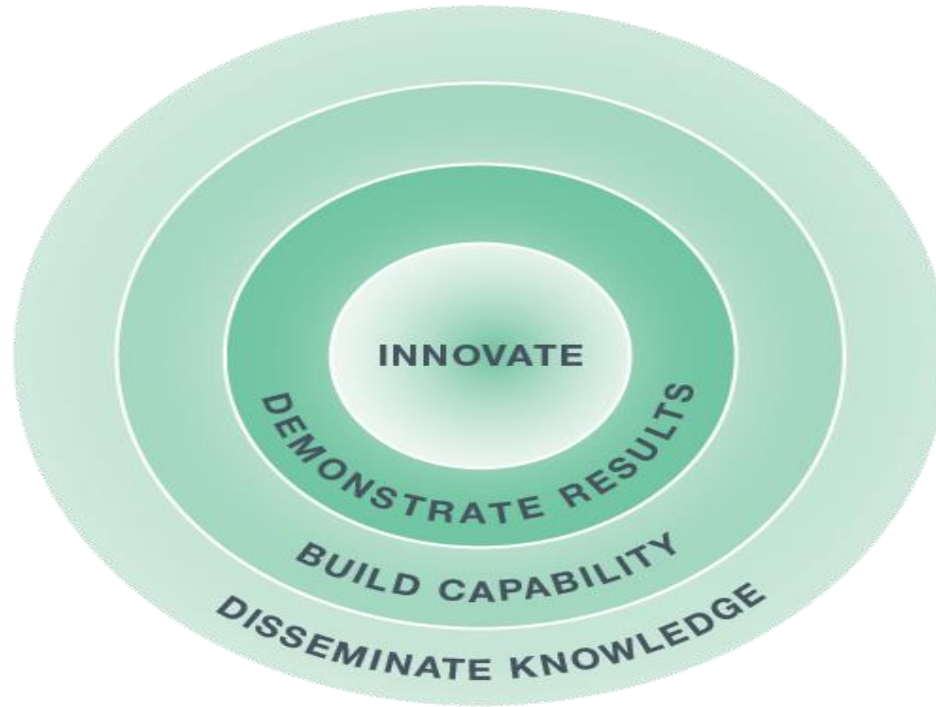 INNOVATE
DEMONSTRATE RESULTS
BUILD CAPABILITY
DISSEMINATE KNOWLEDGE